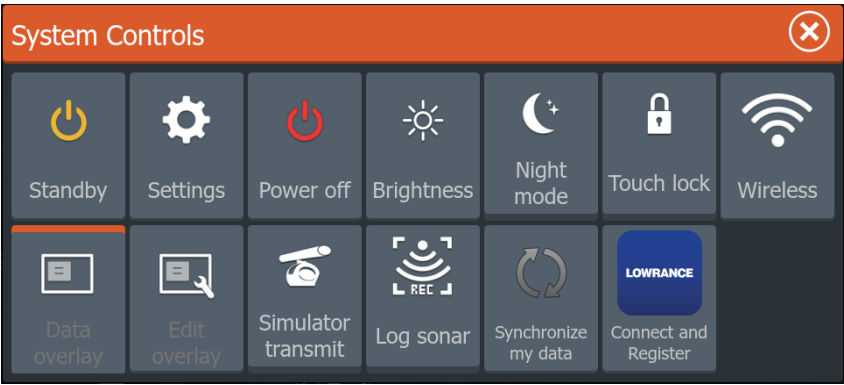 System Controls
Standby
Settings
Power off
Brightness
Night
mode
Touch lock
Wireless
Data
overlay
Edit
overlay
Simulator
transmit
REC
Log sonar
Synchronize
my data
LOWRANCE
Connect and
Register